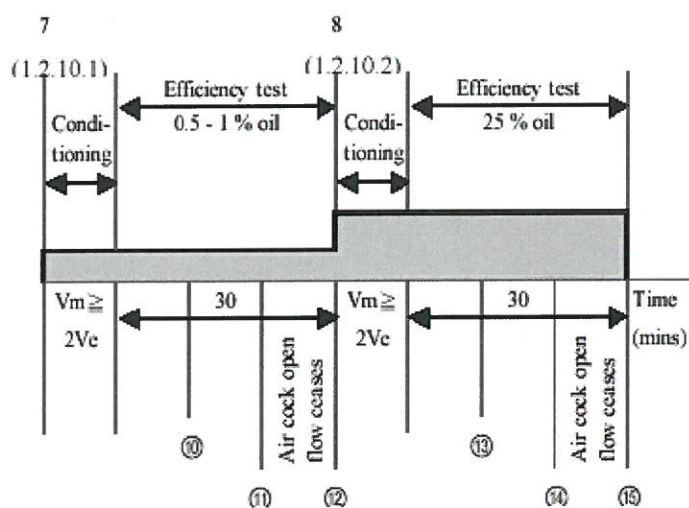 7 8
(1.2.10.1) (1.2.10.2)
Efficiency test Efficiency test
0.5 - 1 % oil 25 % oil
Condi- Condi-
tioning tioning
Vm ≧ 30 Vm ≧ 30 Time
2Ve 2Ve (mins)
Air cock open
flow ceases
Air cock open
flow ceases
⑩ ⑬
⑪ ⑫ ⑭ ⑮